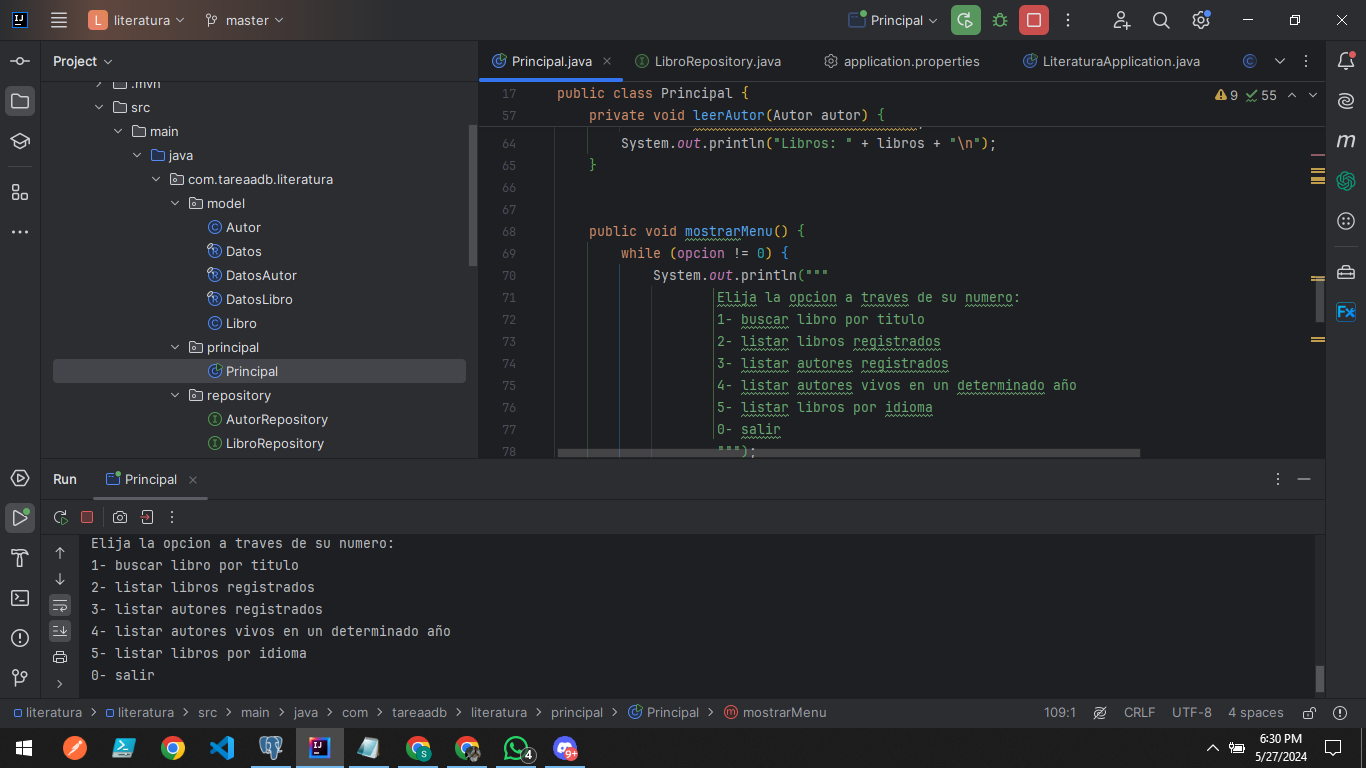 L literatura master Principal
Project
Principal.java LibroRepository.java application.properties LiteraturaApplication.java
.mvn
src
main
java
com.tareaadb.literatura
model
Autor
Datos
DatosAutor
DatosLibro
Libro
principal
Principal
repository
AutorRepository
LibroRepository
9 55
17 public class Principal {
57 private void leerAutor(Autor autor) {
64 System.out.println("Libros: " + libros + "\n");
65 }
66
67
68 public void mostrarMenu() {
69 while (opcion != 0) {
70 System.out.println("""
71 Elija la opcion a traves de su numero:
72 1- buscar libro por titulo
73 2- listar libros registrados
74 3- listar autores registrados
75 4- listar autores vivos en un determinado año
76 5- listar libros por idioma
77 0- salir
78 """);
Run Principal
Elija la opcion a traves de su numero:
1- buscar libro por titulo
2- listar libros registrados
3- listar autores registrados
4- listar autores vivos en un determinado año
5- listar libros por idioma
0- salir
literatura > literatura > src > main > java > com > tareaadb > literatura > principal > Principal > mostrarMenu 109:1 CRLF UTF-8 4 spaces
6:30 PM
5/27/2024